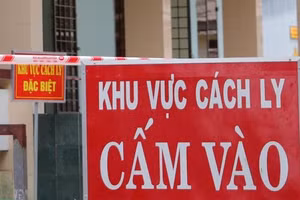 KHU VỰC CÁCH LY
ĐẶC BIỆT
KHU VỰC CÁCH LY
CẤM VÀO